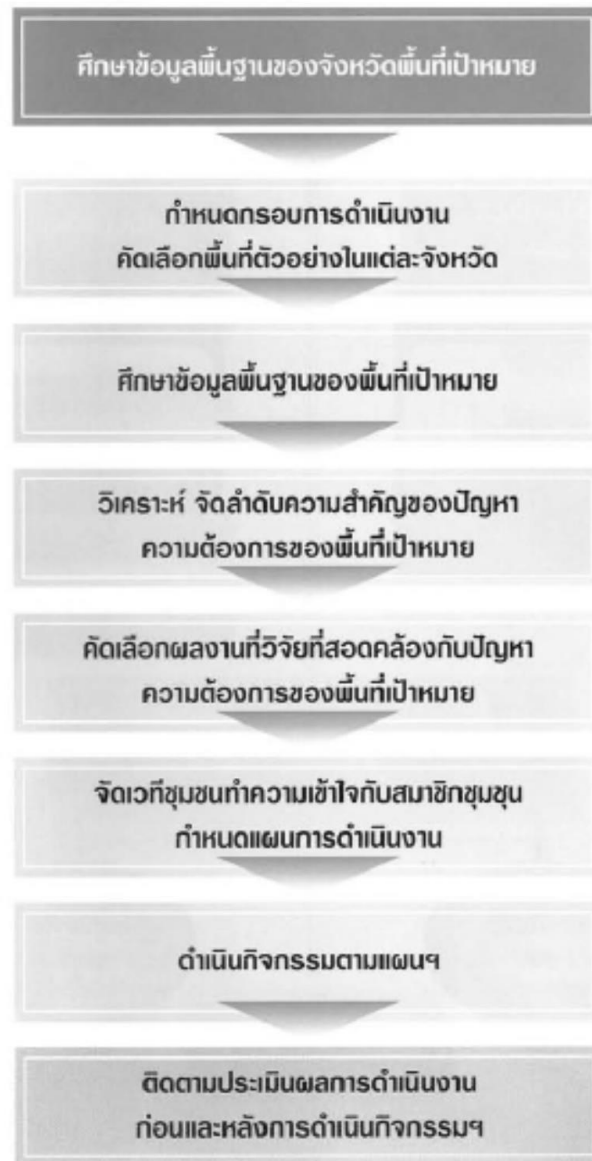 ศึกษาข้อมูลพื้นฐานของจังหวัดพื้นที่เป้าหมาย
กำหนดกรอบการดำเนินงาน
คัดเลือกพื้นที่ตัวอย่างในแต่ละจังหวัด
ศึกษาข้อมูลพื้นฐานของพื้นที่เป้าหมาย
วิเคราะห์ จัดลำดับความสำคัญของปัญหา
ความต้องการของพื้นที่เป้าหมาย
คัดเลือกผลงานที่วิจัยที่สอดคล้องกับปัญหา
ความต้องการของพื้นที่เป้าหมาย
จัดเวทีชุมชนทำความเข้าใจกับสมาชิกชุมชุน
กำหนดแผนการดำเนินงาน
ดำเนินกิจกรรมตามแผนฯ
ติดตามประเมินผลการดำเนินงาน
ก่อนและหลังการดำเนินกิจกรรมฯ